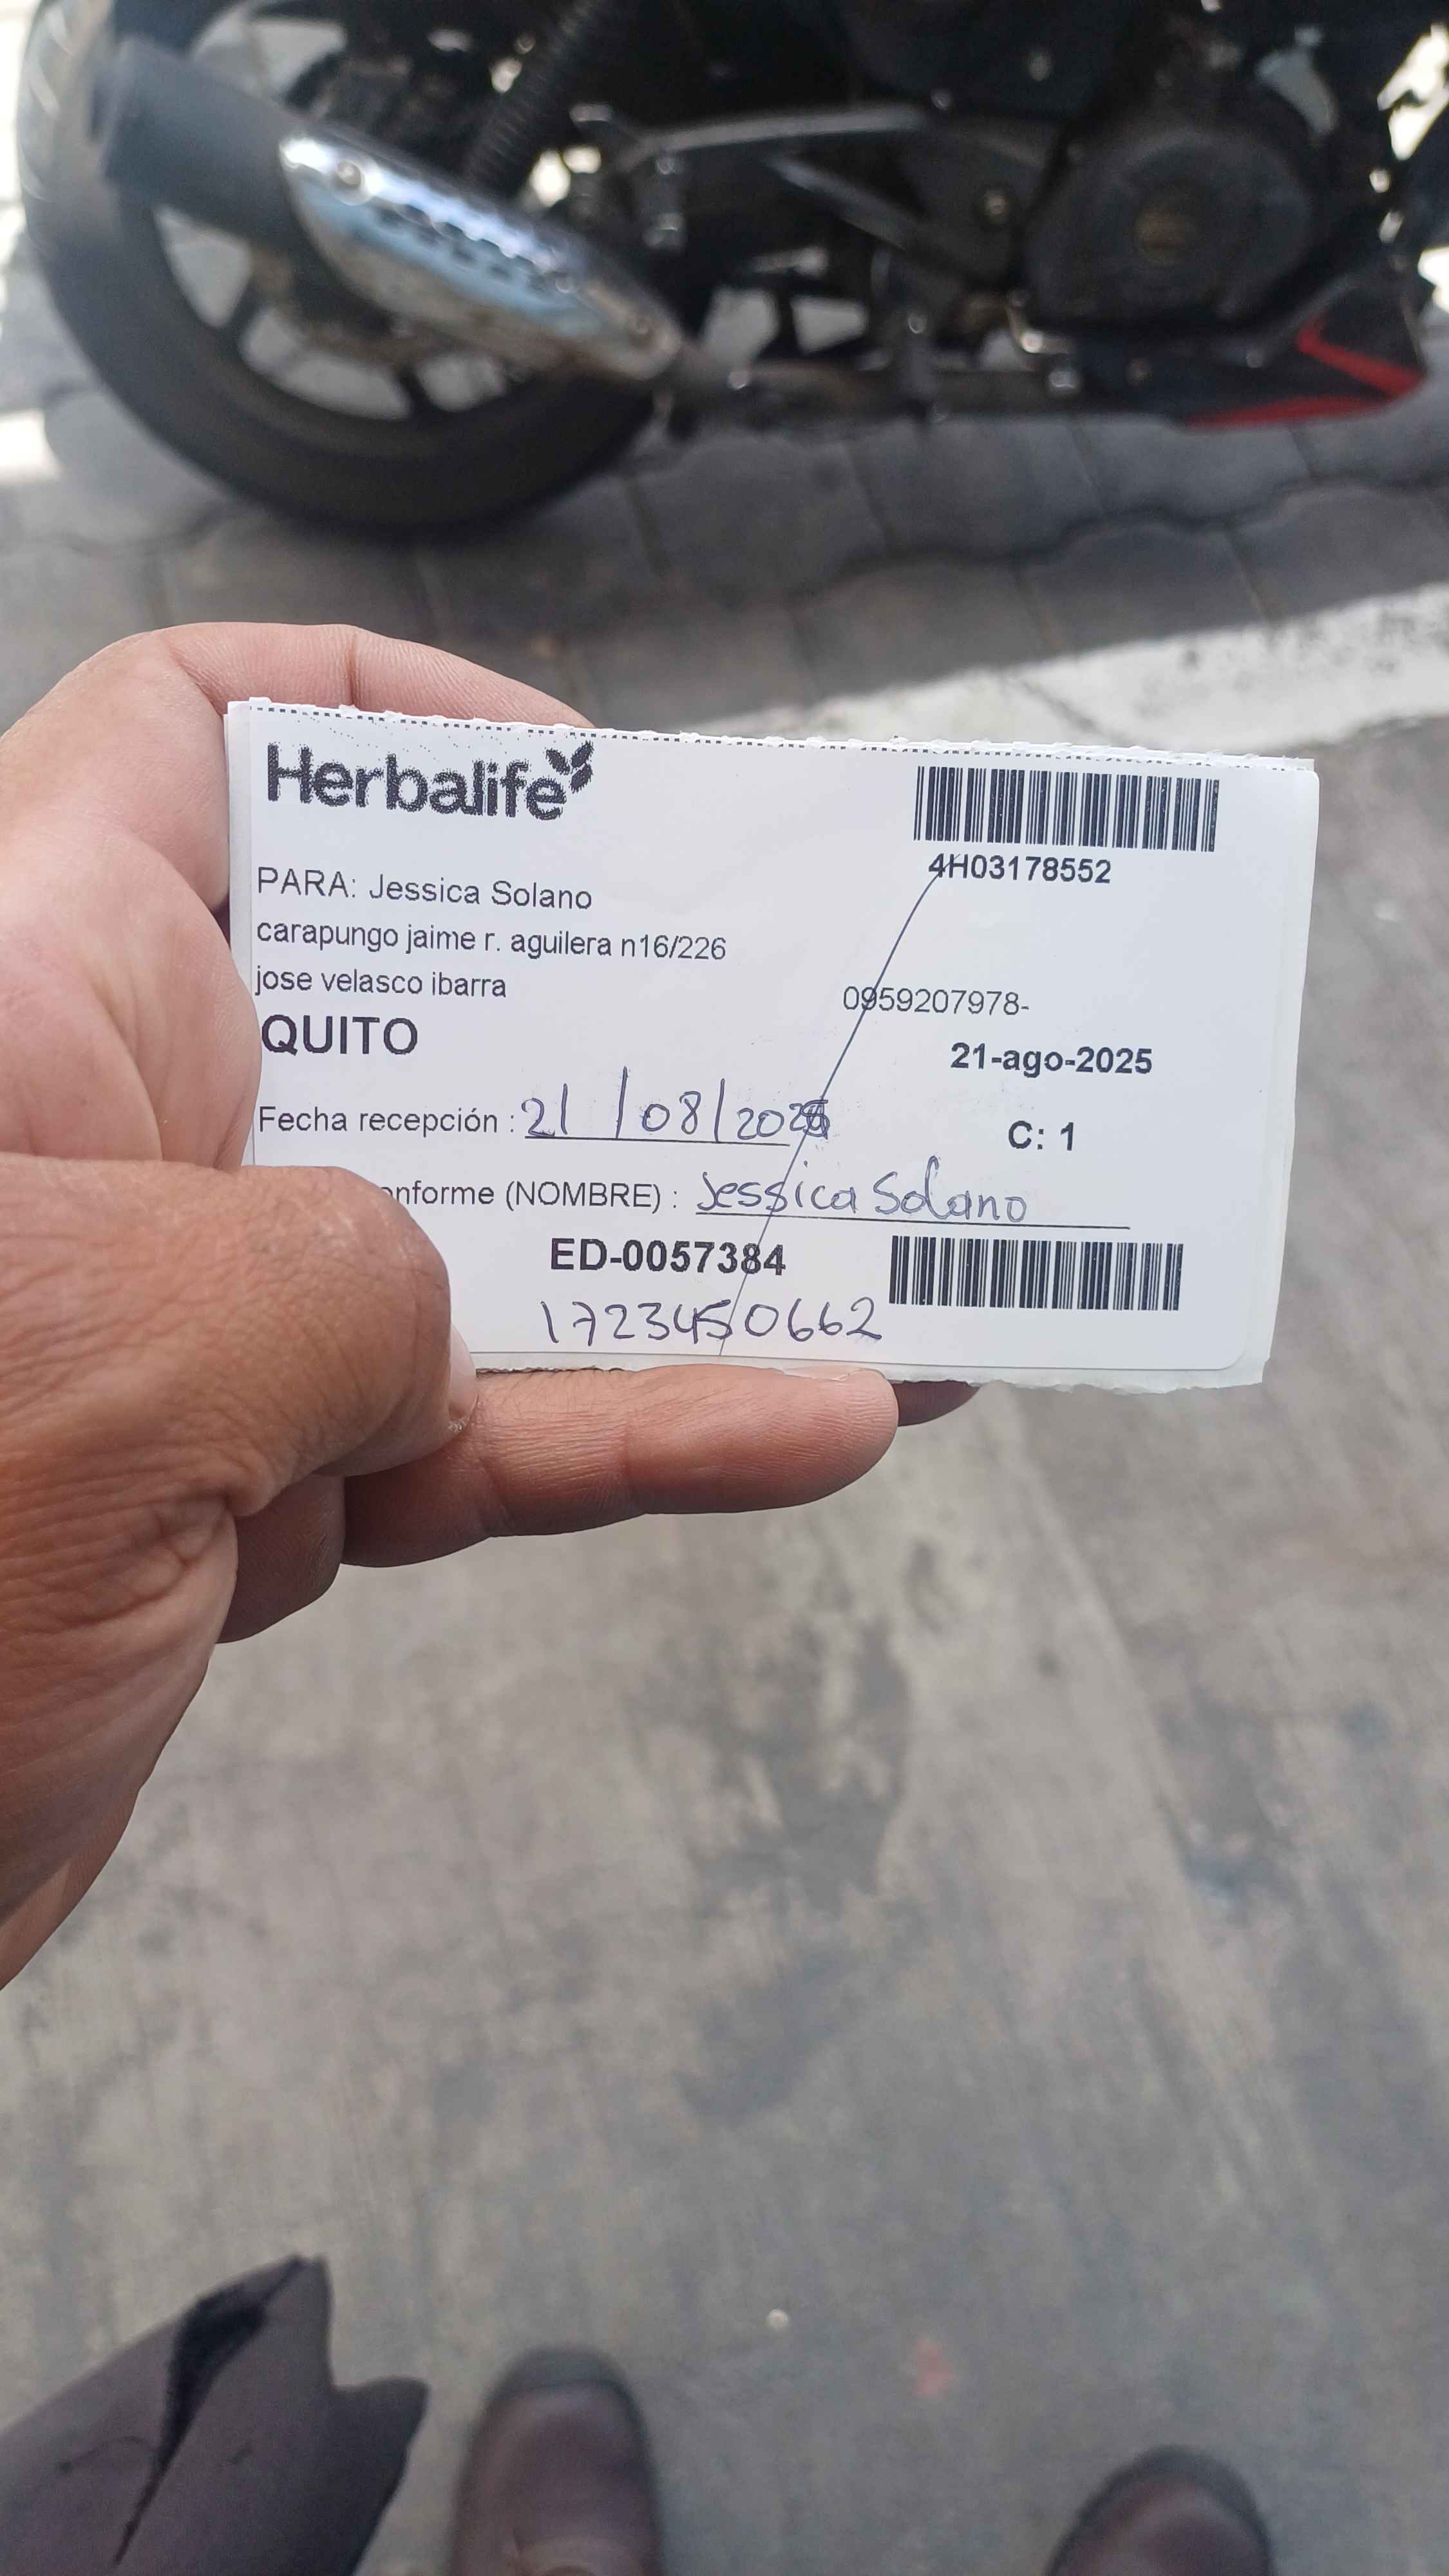 Herbalife
4H03178552
PARA: Jessica Solano
carapungo jaime r. aguilera n16/226
jose velasco ibarra
0959207978-
QUITO
21-ago-2025
Fecha recepción : 21/08/2025
C: 1
onforme (NOMBRE) : Jessica Solano
ED-0057384
1723450662